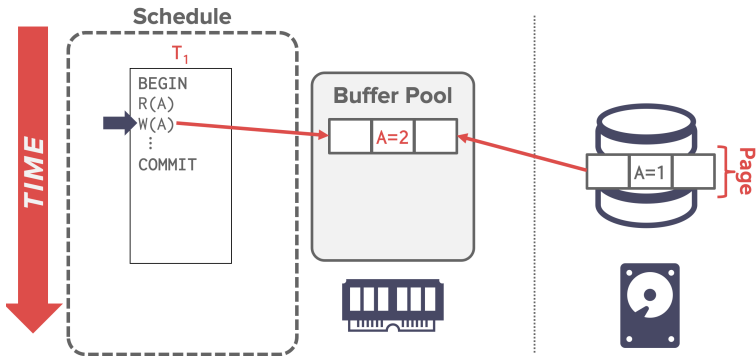 Schedule
TIME
T1
BEGIN
R(A)
W(A)
⋮
COMMIT
Buffer Pool
A=2
A=1
Page